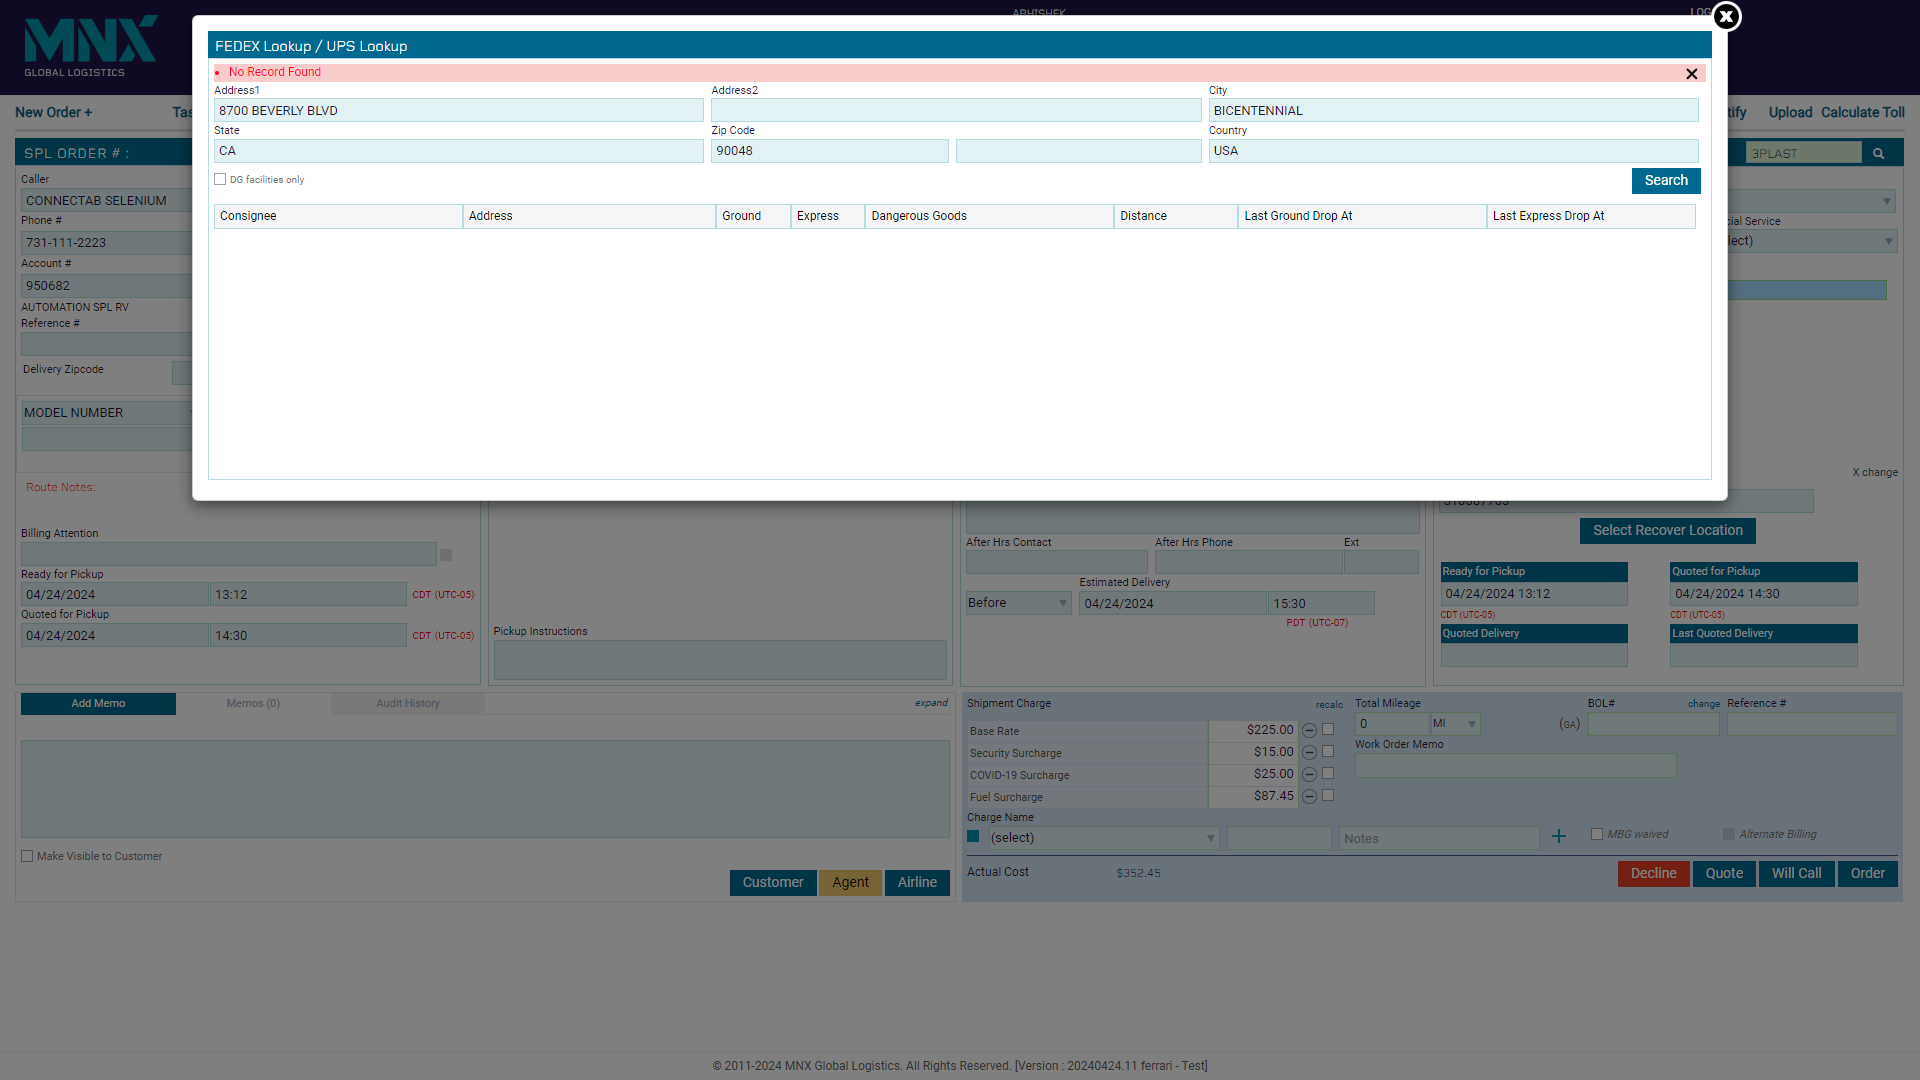 MNX
GLOBAL LOGISTICS
ABHISHEK
LOG
X
FEDEX Lookup / UPS Lookup
No Record Found
Address1
Address2
City
8700 BEVERLY BLVD
BICENTENNIAL
State
Zip Code
Country
CA
90048
USA
DG facilities only
Search
Consignee
Address
Ground
Express
Dangerous Goods
Distance
Last Ground Drop At
Last Express Drop At
New Order +
Tas
tify
Upload
Calculate Toll
SPL ORDER # :
3PLAST
Caller
CONNECTAB SELENIUM
Phone #
731-111-2223
Account #
950682
AUTOMATION SPL RV
Reference #
Delivery Zipcode
MODEL NUMBER
Route Notes:
cial Service
lect)
X change
Select Recover Location
Billing Attention
Ready for Pickup
04/24/2024
13:12
CDT (UTC-05)
Quoted for Pickup
04/24/2024
14:30
CDT (UTC-05)
Pickup Instructions
After Hrs Contact
After Hrs Phone
Ext
Estimated Delivery
Before
04/24/2024
15:30
PDT (UTC-07)
Ready for Pickup
Quoted for Pickup
04/24/2024 13:12
04/24/2024 14:30
CDT (UTC-05)
CDT (UTC-05)
Quoted Delivery
Last Quoted Delivery
Add Memo
Memos (0)
Audit History
expand
Make Visible to Customer
Customer
Agent
Airline
Shipment Charge
recalc
Total Mileage
BOL#
change
Reference #
Base Rate
$225.00
0
MI
(GA)
Security Surcharge
$15.00
Work Order Memo
COVID-19 Surcharge
$25.00
Fuel Surcharge
$87.45
Charge Name
(select)
Notes
MBG waived
Alternate Billing
Actual Cost
$352.45
Decline
Quote
Will Call
Order
© 2011-2024 MNX Global Logistics. All Rights Reserved. [Version : 20240424.11 ferrari - Test]